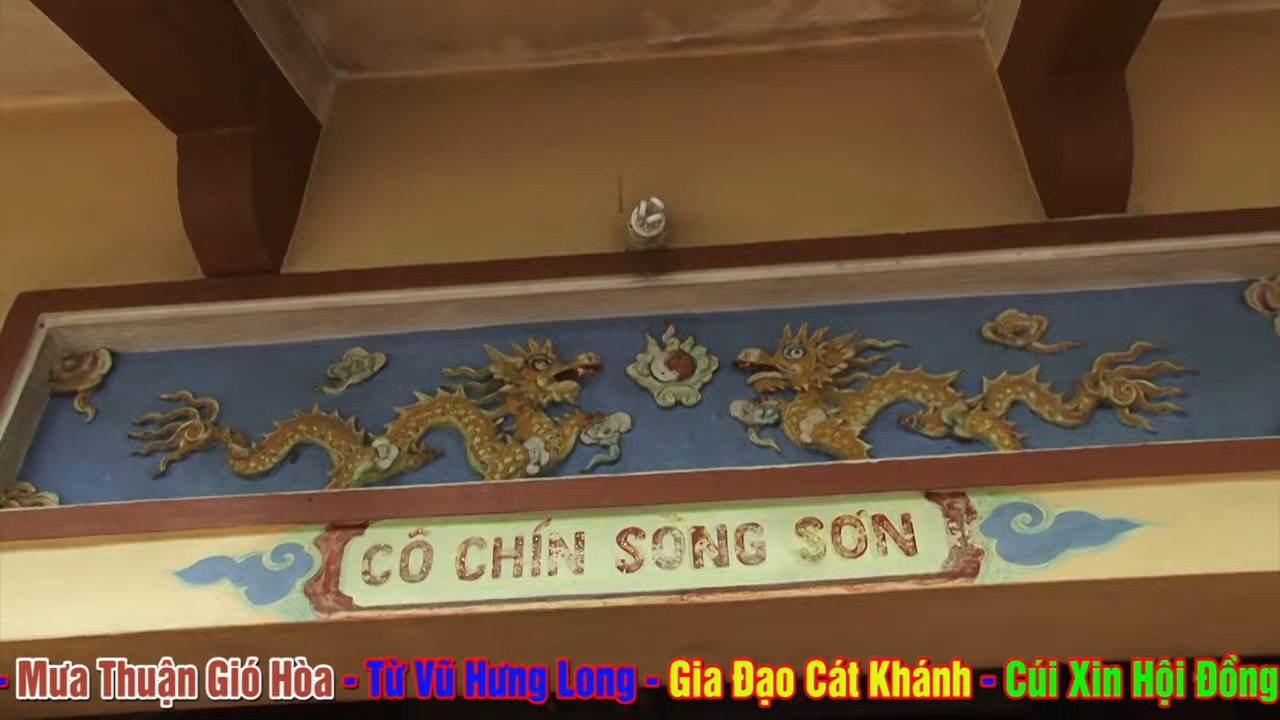 CÔ CHÍN SÒNG SƠN
- Mưa Thuận Gió Hòa - Từ Vũ Hưng Long - Gia Đạo Cát Khánh - Cúi Xin Hội Đồng